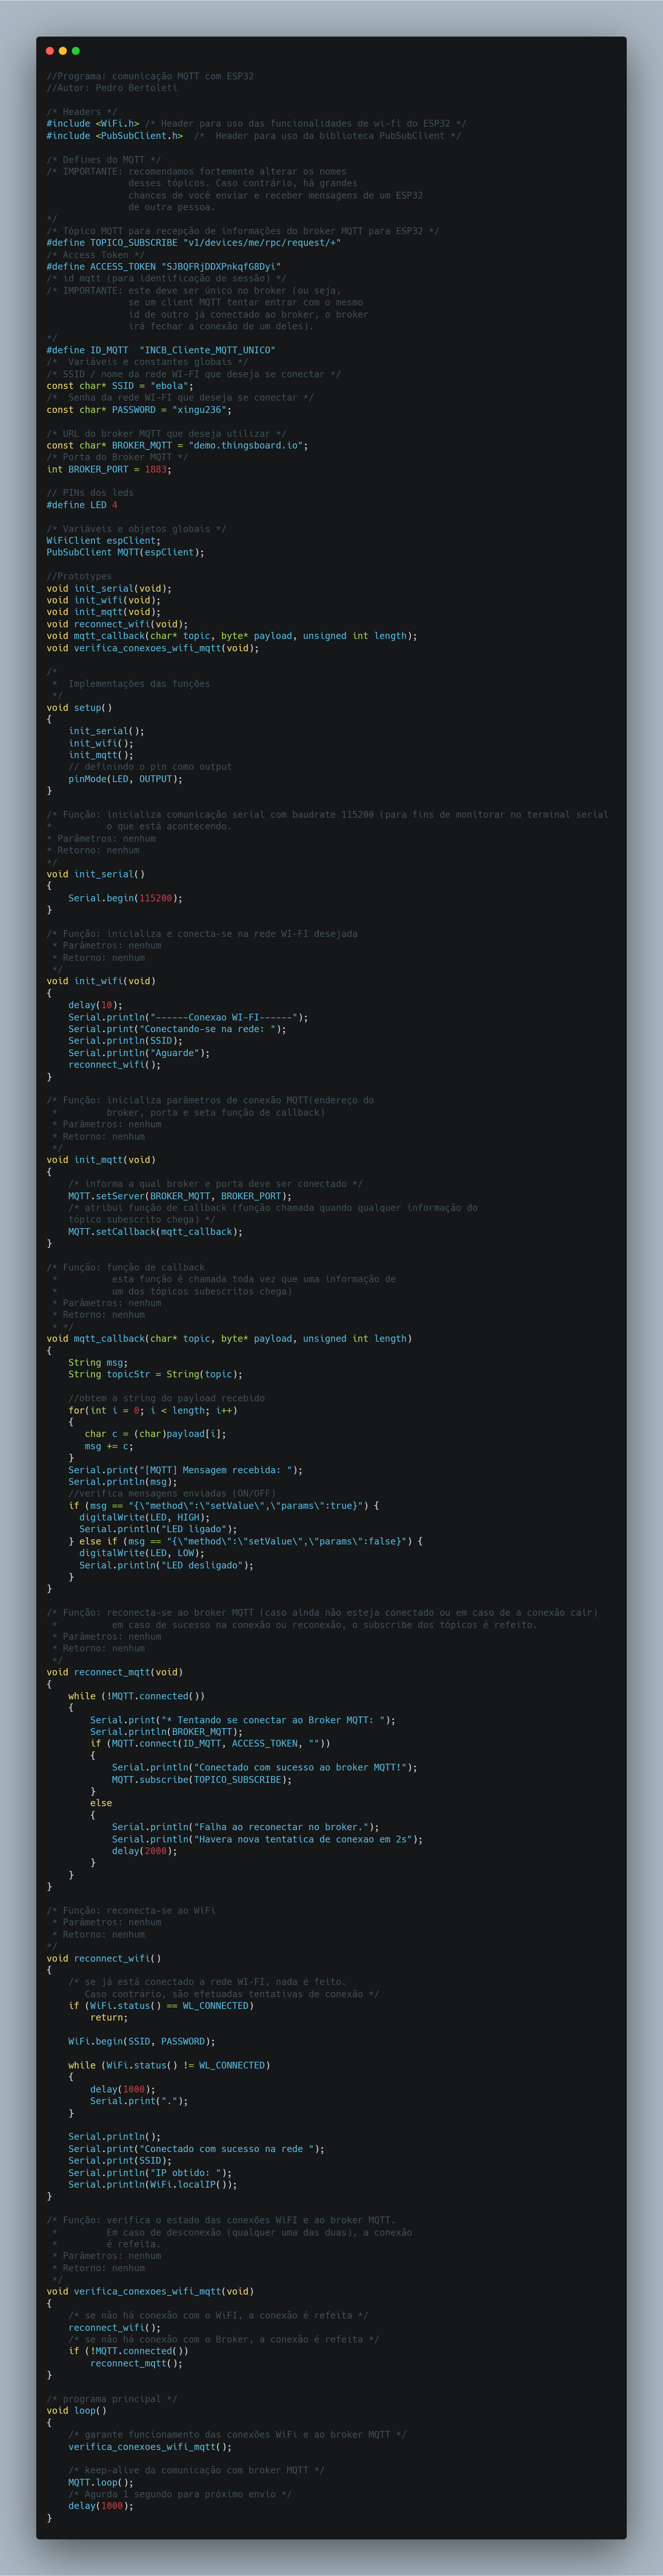 //Programa: comunicação MQTT com ESP32
//Autor: Pedro Bertoleti

/* Headers */
#include <WiFi.h> /* Header para uso das funcionalidades de wi-fi do ESP32 */
#include <PubSubClient.h>  /*  Header para uso da biblioteca PubSubClient */

/* Defines do MQTT */
/* IMPORTANTE: recomendamos fortemente alterar os nomes
               desses tópicos. Caso contrário, há grandes
               chances de você enviar e receber mensagens de um ESP32
               de outra pessoa.
*/
/* Tópico MQTT para recepção de informações do broker MQTT para ESP32 */
#define TOPICO_SUBSCRIBE "v1/devices/me/rpc/request/+"
/* Access Token */
#define ACCESS_TOKEN "SJBQFRjDDXPnkqfG8Dyi"
/* id mqtt (para identificação de sessão) */
/* IMPORTANTE: este deve ser único no broker (ou seja,
               se um client MQTT tentar entrar com o mesmo
               id de outro já conectado ao broker, o broker
               irá fechar a conexão de um deles).
*/
#define ID_MQTT  "INCB_Cliente_MQTT_UNICO"
/*  Variáveis e constantes globais */
/* SSID / nome da rede WI-FI que deseja se conectar */
const char* SSID = "ebola";
/*  Senha da rede WI-FI que deseja se conectar */
const char* PASSWORD = "xingu236";

/* URL do broker MQTT que deseja utilizar */
const char* BROKER_MQTT = "demo.thingsboard.io";
/* Porta do Broker MQTT */
int BROKER_PORT = 1883;

// PINs dos leds
#define LED 4

/* Variáveis e objetos globais */
WiFiClient espClient;
PubSubClient MQTT(espClient);

//Prototypes
void init_serial(void);
void init_wifi(void);
void init_mqtt(void);
void reconnect_wifi(void);
void mqtt_callback(char* topic, byte* payload, unsigned int length);
void verifica_conexoes_wifi_mqtt(void);

/*
 *  Implementações das funções
 */
void setup()
{
    init_serial();
    init_wifi();
    init_mqtt();
    // definindo o pin como output
    pinMode(LED, OUTPUT);
}

/* Função: inicializa comunicação serial com baudrate 115200 (para fins de monitorar no terminal serial
*          o que está acontecendo.
* Parâmetros: nenhum
* Retorno: nenhum
*/
void init_serial()
{
    Serial.begin(115200);
}

/* Função: inicializa e conecta-se na rede WI-FI desejada
 * Parâmetros: nenhum
 * Retorno: nenhum
 */
void init_wifi(void)
{
    delay(10);
    Serial.println("------Conexao WI-FI------");
    Serial.print("Conectando-se na rede: ");
    Serial.println(SSID);
    Serial.println("Aguarde");
    reconnect_wifi();
}

/* Função: inicializa parâmetros de conexão MQTT(endereço do
 *         broker, porta e seta função de callback)
 * Parâmetros: nenhum
 * Retorno: nenhum
 */
void init_mqtt(void)
{
    /* informa a qual broker e porta deve ser conectado */
    MQTT.setServer(BROKER_MQTT, BROKER_PORT);
    /* atribui função de callback (função chamada quando qualquer informação do
    tópico subescrito chega) */
    MQTT.setCallback(mqtt_callback);
}

/* Função: função de callback
 *          esta função é chamada toda vez que uma informação de
 *          um dos tópicos subescritos chega)
 * Parâmetros: nenhum
 * Retorno: nenhum
 * */
void mqtt_callback(char* topic, byte* payload, unsigned int length)
{
    String msg;
    String topicStr = String(topic);

    //obtem a string do payload recebido
    for(int i = 0; i < length; i++)
    {
       char c = (char)payload[i];
       msg += c;
    }
    Serial.print("[MQTT] Mensagem recebida: ");
    Serial.println(msg);
    //verifica mensagens enviadas (ON/OFF)
    if (msg == "{\"method\":\"setValue\",\"params\":true}") {
      digitalWrite(LED, HIGH);
      Serial.println("LED ligado");
    } else if (msg == "{\"method\":\"setValue\",\"params\":false}") {
      digitalWrite(LED, LOW);
      Serial.println("LED desligado");
    }
}

/* Função: reconecta-se ao broker MQTT (caso ainda não esteja conectado ou em caso de a conexão cair)
 *          em caso de sucesso na conexão ou reconexão, o subscribe dos tópicos é refeito.
 * Parâmetros: nenhum
 * Retorno: nenhum
 */
void reconnect_mqtt(void)
{
    while (!MQTT.connected())
    {
        Serial.print("* Tentando se conectar ao Broker MQTT: ");
        Serial.println(BROKER_MQTT);
        if (MQTT.connect(ID_MQTT, ACCESS_TOKEN, ""))
        {
            Serial.println("Conectado com sucesso ao broker MQTT!");
            MQTT.subscribe(TOPICO_SUBSCRIBE);
        }
        else
        {
            Serial.println("Falha ao reconectar no broker.");
            Serial.println("Havera nova tentatica de conexao em 2s");
            delay(2000);
        }
    }
}

/* Função: reconecta-se ao WiFi
 * Parâmetros: nenhum
 * Retorno: nenhum
*/
void reconnect_wifi()
{
    /* se já está conectado a rede WI-FI, nada é feito.
       Caso contrário, são efetuadas tentativas de conexão */
    if (WiFi.status() == WL_CONNECTED)
        return;

    WiFi.begin(SSID, PASSWORD);

    while (WiFi.status() != WL_CONNECTED)
    {
        delay(1000);
        Serial.print(".");
    }

    Serial.println();
    Serial.print("Conectado com sucesso na rede ");
    Serial.print(SSID);
    Serial.println("IP obtido: ");
    Serial.println(WiFi.localIP());
}

/* Função: verifica o estado das conexões WiFI e ao broker MQTT.
 *         Em caso de desconexão (qualquer uma das duas), a conexão
 *         é refeita.
 * Parâmetros: nenhum
 * Retorno: nenhum
 */
void verifica_conexoes_wifi_mqtt(void)
{
    /* se não há conexão com o WiFI, a conexão é refeita */
    reconnect_wifi();
    /* se não há conexão com o Broker, a conexão é refeita */
    if (!MQTT.connected())
        reconnect_mqtt();
}

/* programa principal */
void loop()
{
    /* garante funcionamento das conexões WiFi e ao broker MQTT */
    verifica_conexoes_wifi_mqtt();

    /* keep-alive da comunicação com broker MQTT */
    MQTT.loop();
    /* Agurda 1 segundo para próximo envio */
    delay(1000);
}